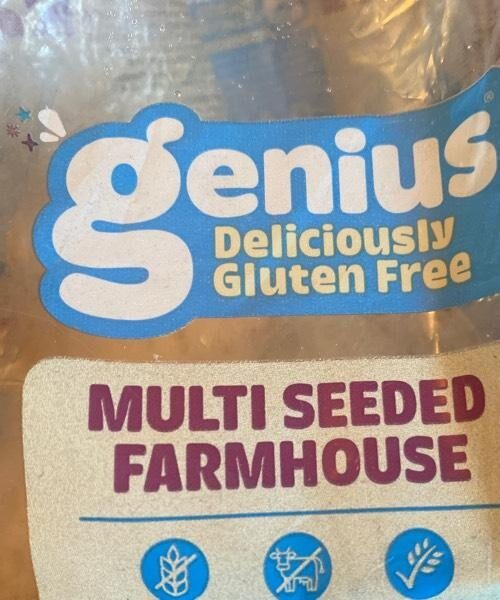 genius®
Deliciously
Gluten Free
MULTI SEEDED
FARMHOUSE